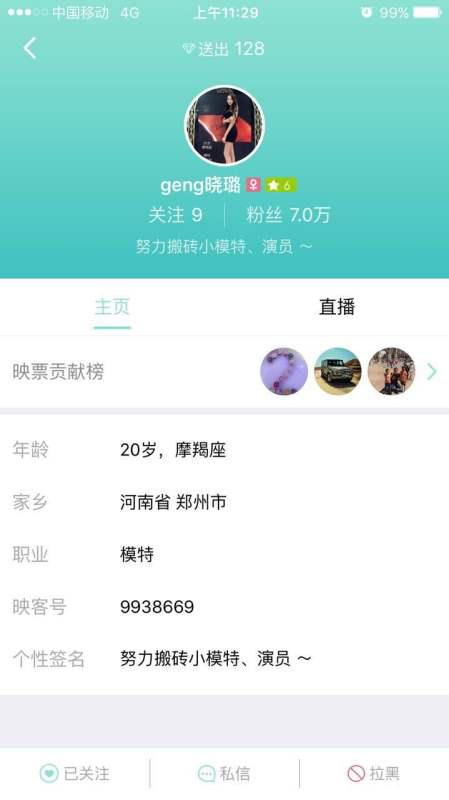 中国移动 4G 上午11:29 99%
送出 128
geng晓璐 6
关注 9 粉丝 7.0万
努力搬砖小模特、演员 ～
主页 直播
映票贡献榜
年龄 20岁，摩羯座
家乡 河南省 郑州市
职业 模特
映客号 9938669
个性签名 努力搬砖小模特、演员 ～
已关注 私信 拉黑